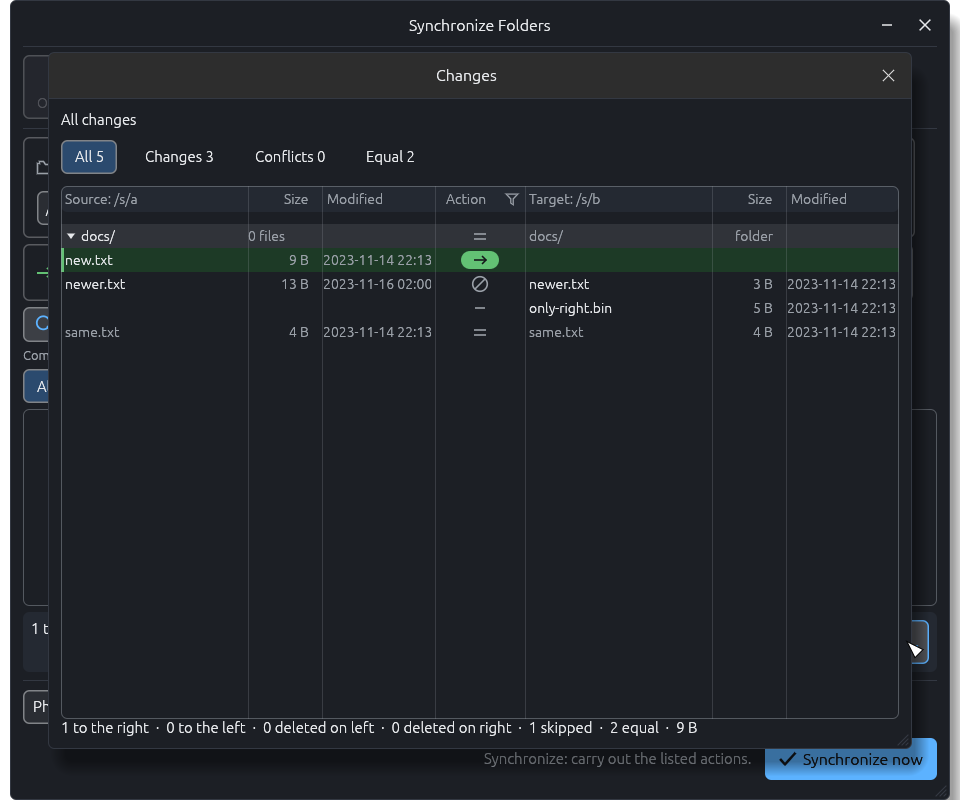 Synchronize Folders
Changes
All changes
All 5 Changes 3 Conflicts 0 Equal 2
Source: /s/a Size Modified Action Target: /s/b Size Modified
docs/ 0 files = docs/ folder
new.txt 9 B 2023-11-14 22:13 →
newer.txt 13 B 2023-11-16 02:00 newer.txt 3 B 2023-11-14 22:13
– only-right.bin 5 B 2023-11-14 22:13
same.txt 4 B 2023-11-14 22:13 = same.txt 4 B 2023-11-14 22:13
Com
1 to the right · 0 to the left · 0 deleted on left · 0 deleted on right · 1 skipped · 2 equal · 9 B
Synchronize: carry out the listed actions.
Synchronize now